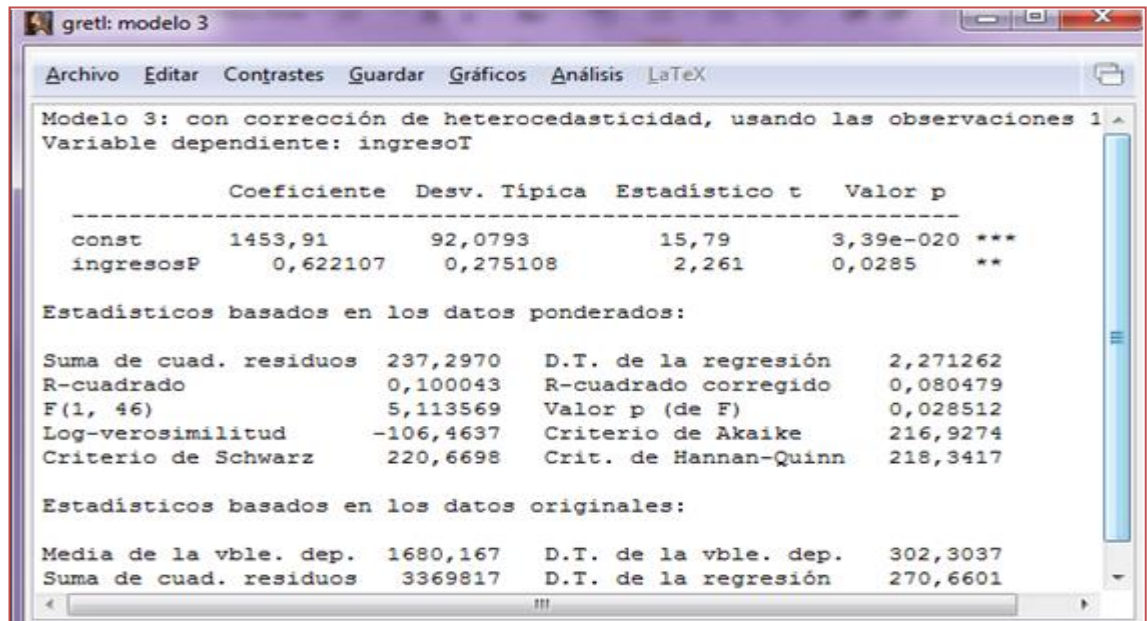 gretl: modelo 3
Archivo Editar Contrastes Guardar Gráficos Análisis LaTeX
Modelo 3: con corrección de heterocedasticidad, usando las observaciones 1
Variable dependiente: ingresoT
Coeficiente Desv. Típica Estadístico t Valor p
const 1453,91 92,0793 15,79 3,39e-020 ***
ingresosP 0,622107 0,275108 2,261 0,0285 **
Estadísticos basados en los datos ponderados:
Suma de cuad. residuos 237,2970 D.T. de la regresión 2,271262
R-cuadrado 0,100043 R-cuadrado corregido 0,080479
F(1, 46) 5,113569 Valor p (de F) 0,028512
Log-verosimilitud -106,4637 Criterio de Akaike 216,9274
Criterio de Schwarz 220,6698 Crit. de Hannan-Quinn 218,3417
Estadísticos basados en los datos originales:
Media de la vble. dep. 1680,167 D.T. de la vble. dep. 302,3037
Suma de cuad. residuos 3369817 D.T. de la regresión 270,6601